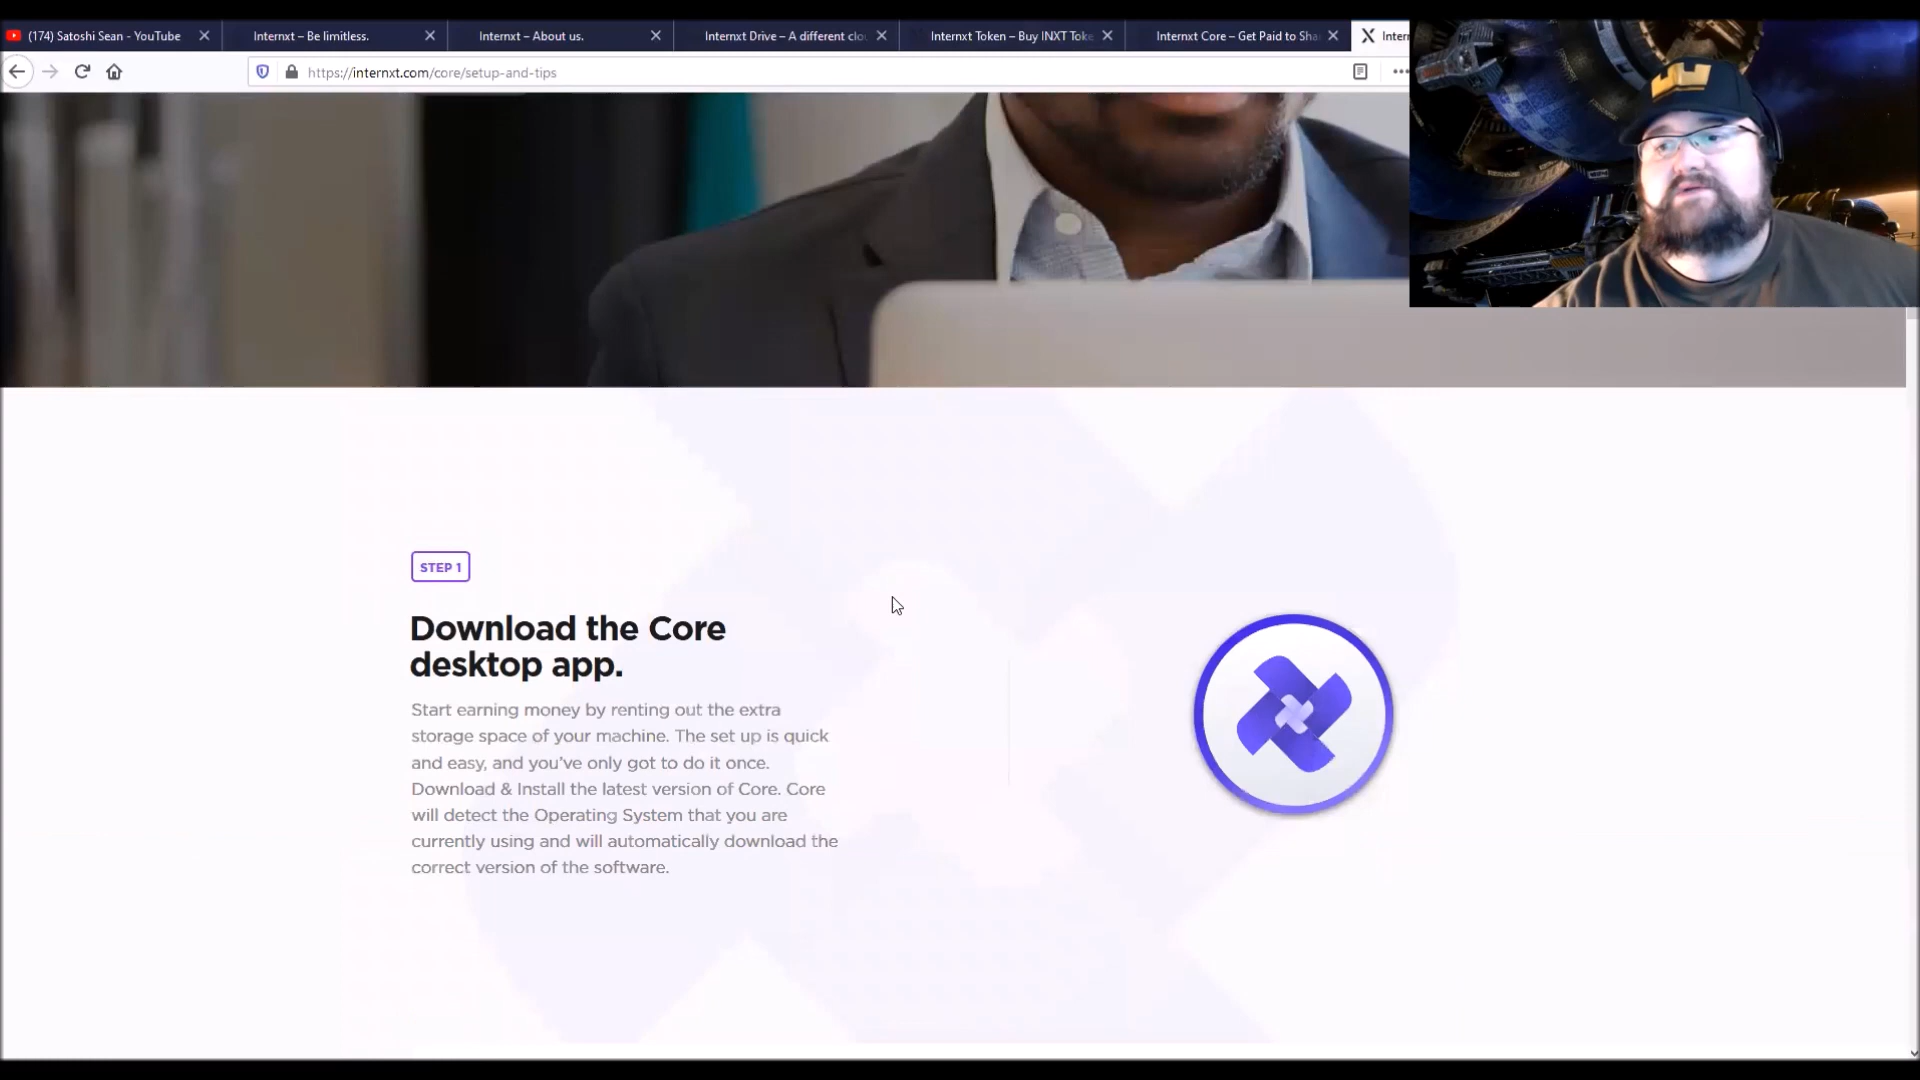 (174) Satoshi Sean - YouTube
Internxt – Be limitless.
Internxt – About us.
Internxt Drive – A different clo
Internxt Token – Buy INXT Toke
Internxt Core – Get Paid to Sha
Intern
https://internxt.com/core/setup-and-tips
STEP 1
Download the Core
desktop app.
Start earning money by renting out the extra
storage space of your machine. The set up is quick
and easy, and you've only got to do it once.
Download & Install the latest version of Core. Core
will detect the Operating System that you are
currently using and will automatically download the
correct version of the software.